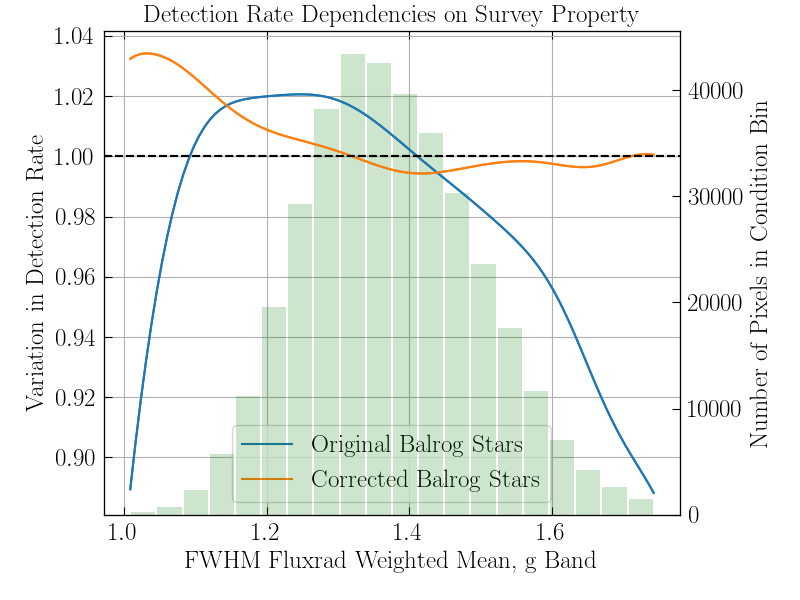 Detection Rate Dependencies on Survey Property
Variation in Detection Rate
1.04
1.02
1.00
0.98
0.96
0.94
0.92
0.90
40000
30000
20000
10000
0
Number of Pixels in Condition Bin
Original Balrog Stars
Corrected Balrog Stars
1.0
1.2
1.4
1.6
FWHM Fluxrad Weighted Mean, g Band